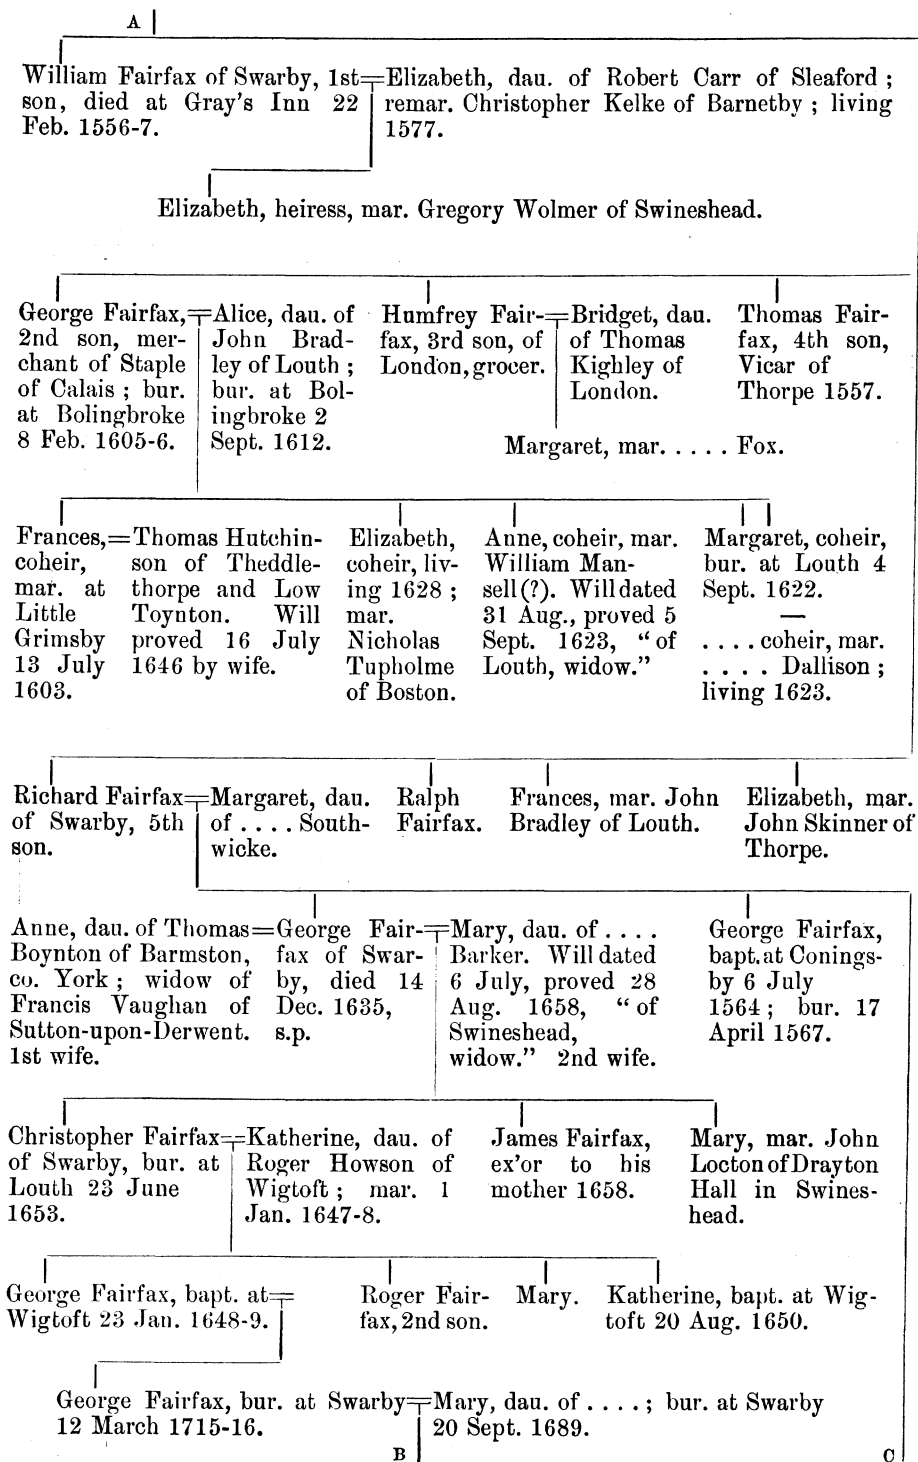 A
William Fairfax of Swarby, 1st
son, died at Gray's Inn 22
Feb. 1556-7.
Elizabeth, dau. of Robert Carr of Sleaford ;
remar. Christopher Kelke of Barnetby ; living
1577.
Elizabeth, heiress, mar. Gregory Wolmer of Swineshead.
George Fairfax,
2nd son, mer-
chant of Staple
of Calais ; bur.
at Bolingbroke
8 Feb. 1605-6.
Alice, dau. of
John Brad-
ley of Louth ;
bur. at Bol-
ingbroke 2
Sept. 1612.
Humfrey Fair-
fax, 3rd son, of
London, grocer.
Bridget, dau.
of Thomas
Kighley of
London.
Thomas Fair-
fax, 4th son,
Vicar of
Thorpe 1557.
Margaret, mar. . . . . . Fox.
Frances,
coheir,
mar. at
Little
Grimsby
13 July
1603.
Thomas Hutchin-
son of Theddle-
thorpe and Low
Toynton. Will
proved 16 July
1646 by wife.
Elizabeth,
coheir, liv-
ing 1628 ;
mar.
Nicholas
Tupholme
of Boston.
Anne, coheir, mar.
William Man-
sell (?). Will dated
31 Aug., proved 5
Sept. 1623, "of
Louth, widow."
Margaret, coheir,
bur. at Louth 4
Sept. 1622.
—
. . . . coheir, mar.
. . . . Dallison ;
living 1623.
Richard Fairfax
of Swarby, 5th
son.
Margaret, dau.
of . . . . South-
wicke.
Ralph
Fairfax.
Frances, mar. John
Bradley of Louth.
Elizabeth, mar.
John Skinner of
Thorpe.
Anne, dau. of Thomas
Boynton of Barmston,
co. York ; widow of
Francis Vaughan of
Sutton-upon-Derwent.
1st wife.
George Fair-
fax of Swar-
by, died 14
Dec. 1635,
s.p.
Mary, dau. of . . . .
Barker. Will dated
6 July, proved 28
Aug. 1658, "of
Swineshead,
widow." 2nd wife.
George Fairfax,
bapt. at Conings-
by 6 July
1564 ; bur. 17
April 1567.
Christopher Fairfax
of Swarby, bur. at
Louth 23 June
1653.
Katherine, dau. of
Roger Howson of
Wigtoft ; mar. 1
Jan. 1647-8.
James Fairfax,
ex'or to his
mother 1658.
Mary, mar. John
Locton of Drayton
Hall in Swines-
head.
George Fairfax, bapt. at
Wigtoft 23 Jan. 1648-9.
Roger Fair-
fax, 2nd son.
Mary.
Katherine, bapt. at Wig-
toft 20 Aug. 1650.
George Fairfax, bur. at Swarby
12 March 1715-16.
Mary, dau. of . . . . ; bur. at Swarby
20 Sept. 1689.
B
C